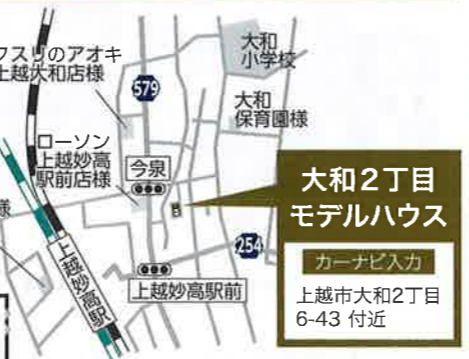 クスリのアオキ
上越大和店様
579
大和
小学校
大和
保育園様
ローソン
上越妙高
駅前店様
今泉
様
大和2丁目
モデルハウス
カーナビ入力
上越市大和2丁目
6-43 付近
254
上越妙高駅
上越妙高駅前